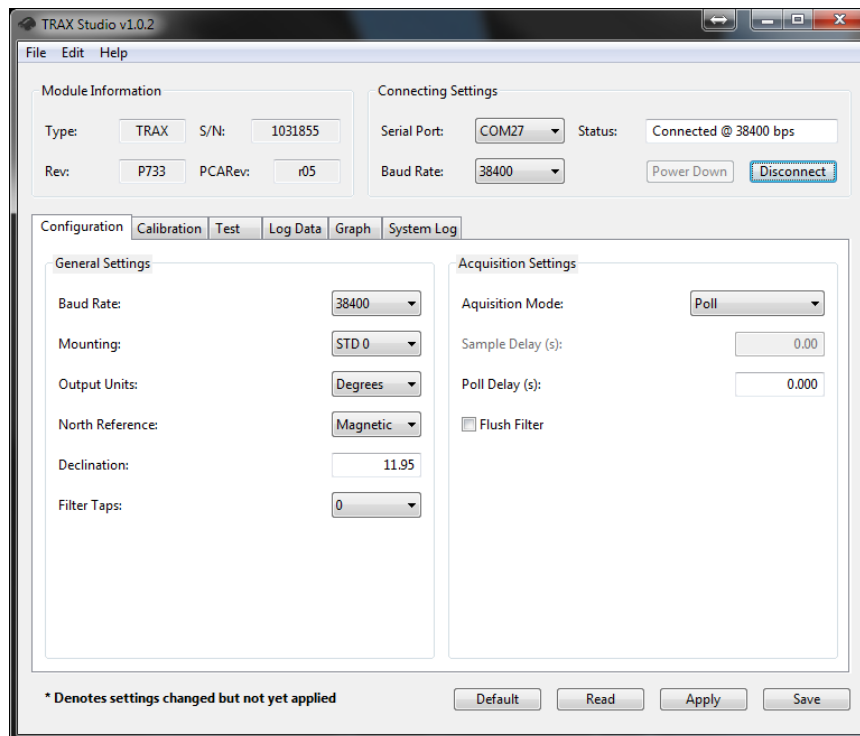 TRAX Studio v1.0.2
File Edit Help
Module Information
Type: TRAX S/N: 1031855
Rev: P733 PCARev: r05
Connecting Settings
Serial Port: COM27 Status: Connected @ 38400 bps
Baud Rate: 38400 Power Down Disconnect
Configuration Calibration Test Log Data Graph System Log
General Settings
Baud Rate: 38400
Mounting: STD 0
Output Units: Degrees
North Reference: Magnetic
Declination: 11.95
Filter Taps: 0
Acquisition Settings
Aquisition Mode: Poll
Sample Delay (s): 0.00
Poll Delay (s): 0.000
Flush Filter
* Denotes settings changed but not yet applied
Default Read Apply Save